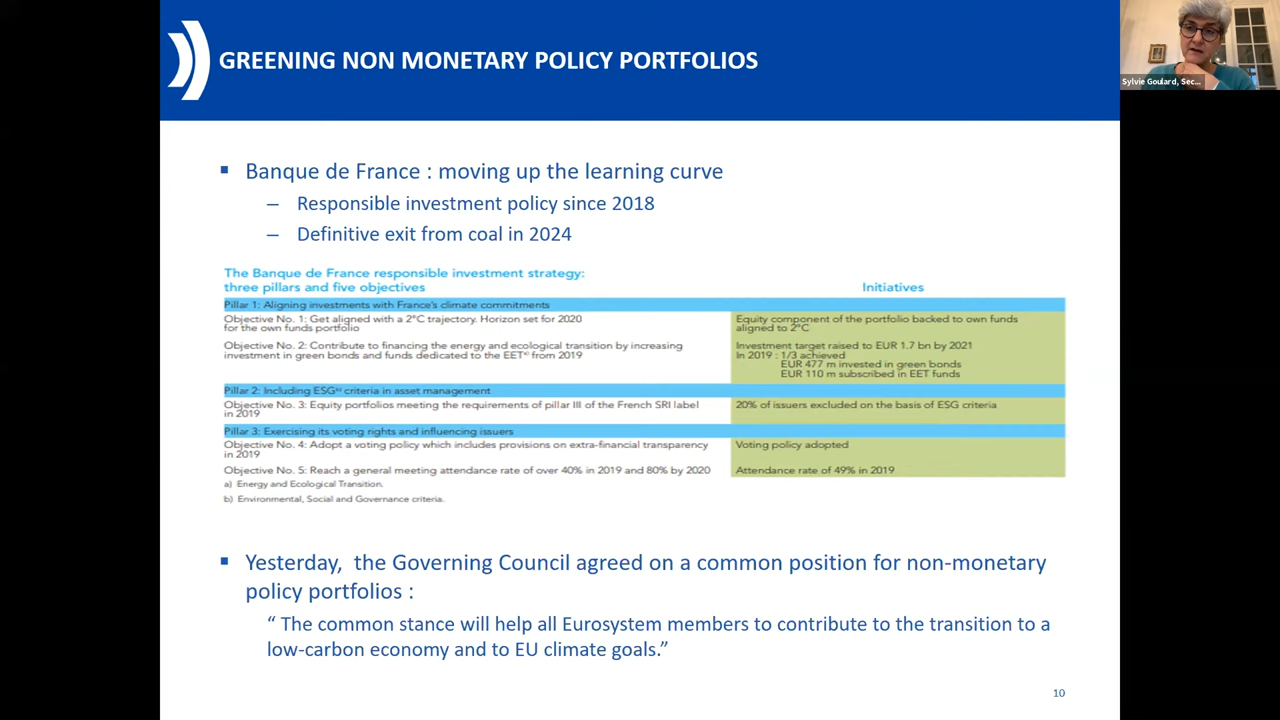 GREENING NON MONETARY POLICY PORTFOLIOS
Sylvie Goulard, Sec...
▪ Banque de France : moving up the learning curve
– Responsible investment policy since 2018
– Definitive exit from coal in 2024
The Banque de France responsible investment strategy:
three pillars and five objectives
Initiatives
Pillar 1: Aligning investments with France's climate commitments
Objective No. 1: Get aligned with a 2°C trajectory. Horizon set for 2020
for the own funds portfolio
Equity component of the portfolio backed to own funds
aligned to 2°C
Objective No. 2: Contribute to financing the energy and ecological transition by increasing
investment in green bonds and funds dedicated to the EETa) from 2019
Investment target raised to EUR 1.7 bn by 2021
In 2019 : 1/3 achieved
EUR 477 m invested in green bonds
EUR 110 m subscribed in EET funds
Pillar 2: Including ESGb) criteria in asset management
Objective No. 3: Equity portfolios meeting the requirements of pillar III of the French SRI label
in 2019
20% of issuers excluded on the basis of ESG criteria
Pillar 3: Exercising its voting rights and influencing issuers
Objective No. 4: Adopt a voting policy which includes provisions on extra-financial transparency
in 2019
Voting policy adopted
Objective No. 5: Reach a general meeting attendance rate of over 40% in 2019 and 80% by 2020
Attendance rate of 49% in 2019
a) Energy and Ecological Transition.
b) Environmental, Social and Governance criteria.
▪ Yesterday, the Governing Council agreed on a common position for non-monetary
policy portfolios :
“ The common stance will help all Eurosystem members to contribute to the transition to a
low-carbon economy and to EU climate goals.”
10